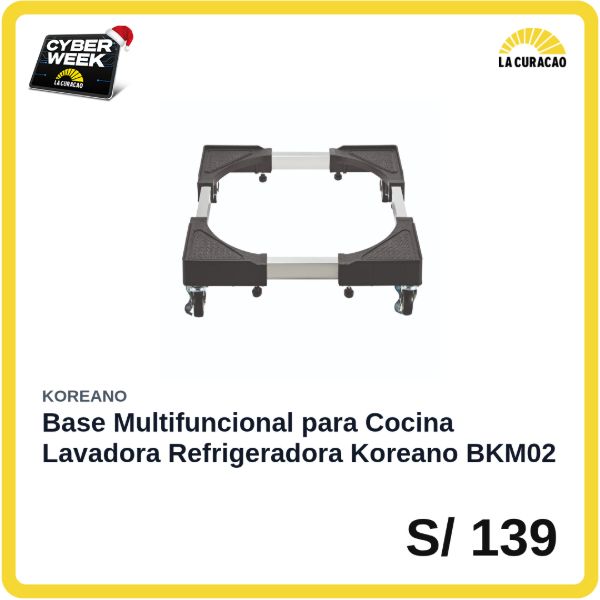 CYBER
WEEK
LA CURACAO
LA CURACAO
KOREANO
Base Multifuncional para Cocina
Lavadora Refrigeradora Koreano BKM02
S/ 139